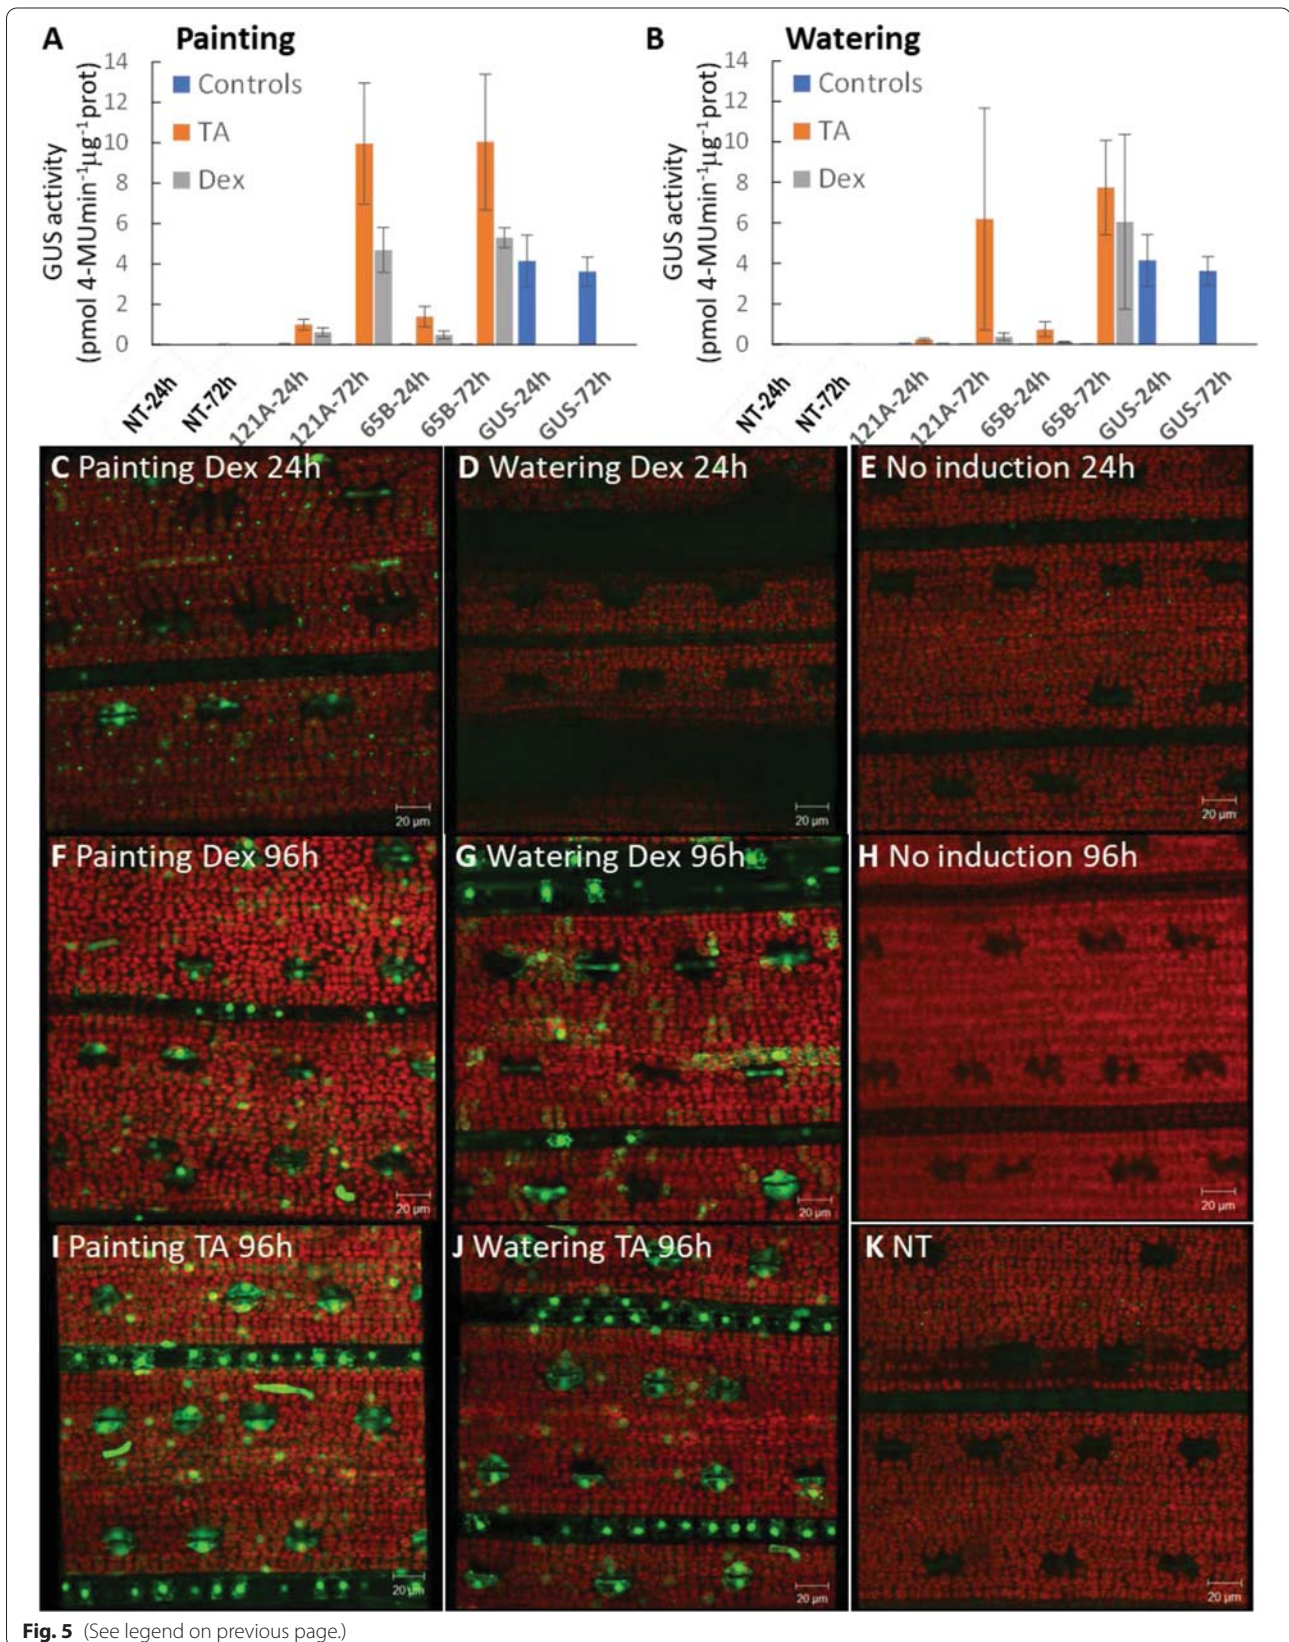 A Painting
GUS activity
(pmol 4-MUmin⁻¹µg⁻¹prot)
14
12
10
8
6
4
2
0
Controls
TA
Dex
NT-24h
NT-72h
121A-24h
121A-72h
65B-24h
65B-72h
GUS-24h
GUS-72h
B Watering
GUS activity
(pmol 4-MUmin⁻¹µg⁻¹prot)
14
12
10
8
6
4
2
0
Controls
TA
Dex
NT-24h
NT-72h
121A-24h
121A-72h
65B-24h
65B-72h
GUS-24h
GUS-72h
C Painting Dex 24h
20 µm
D Watering Dex 24h
20 µm
E No induction 24h
20 µm
F Painting Dex 96h
20 µm
G Watering Dex 96h
20 µm
H No induction 96h
20 µm
I Painting TA 96h
20 µm
J Watering TA 96h
20 µm
K NT
20 µm
Fig. 5 (See legend on previous page.)